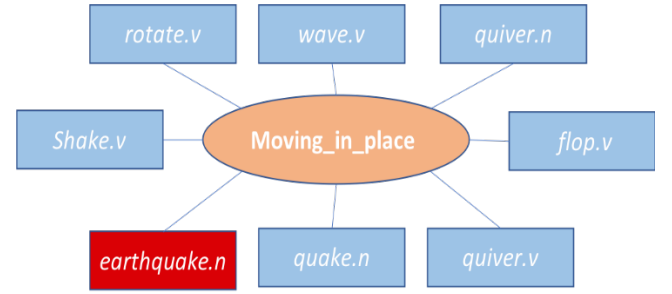 rotate.v
wave.v
quiver.n
Shake.v
Moving_in_place
flop.v
earthquake.n
quake.n
quiver.v